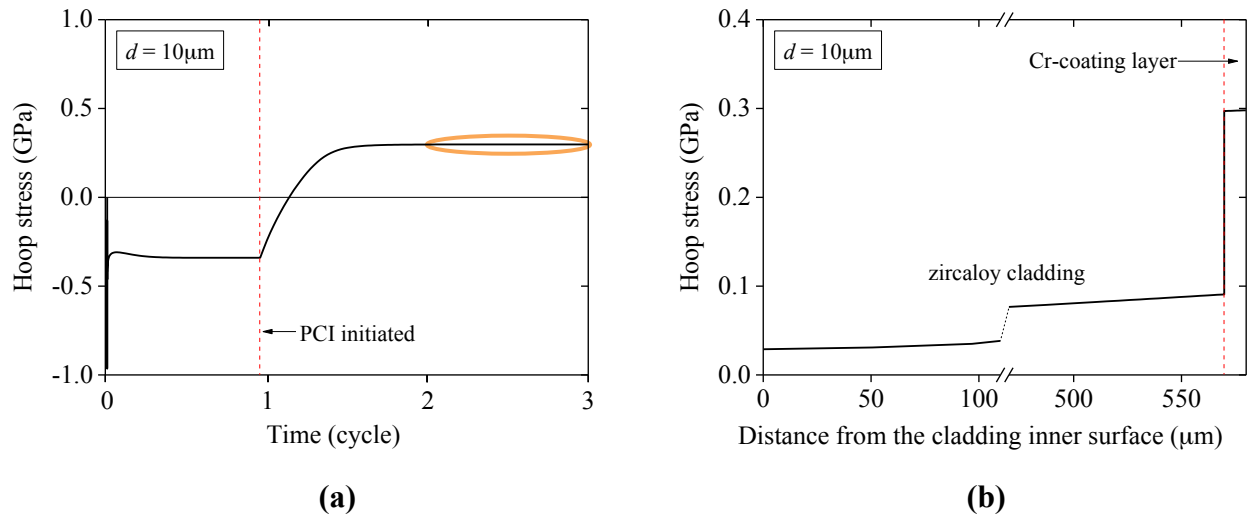 d = 10μm
1.0
0.5
0.0
-0.5
-1.0
Hoop stress (GPa)
PCI initiated
0 1 2 3
Time (cycle)
(a)
d = 10μm
Cr-coating layer
zircaloy cladding
0.4
0.3
0.2
0.1
0.0
Hoop stress (GPa)
0 50 100 500 550
Distance from the cladding inner surface (μm)
(b)